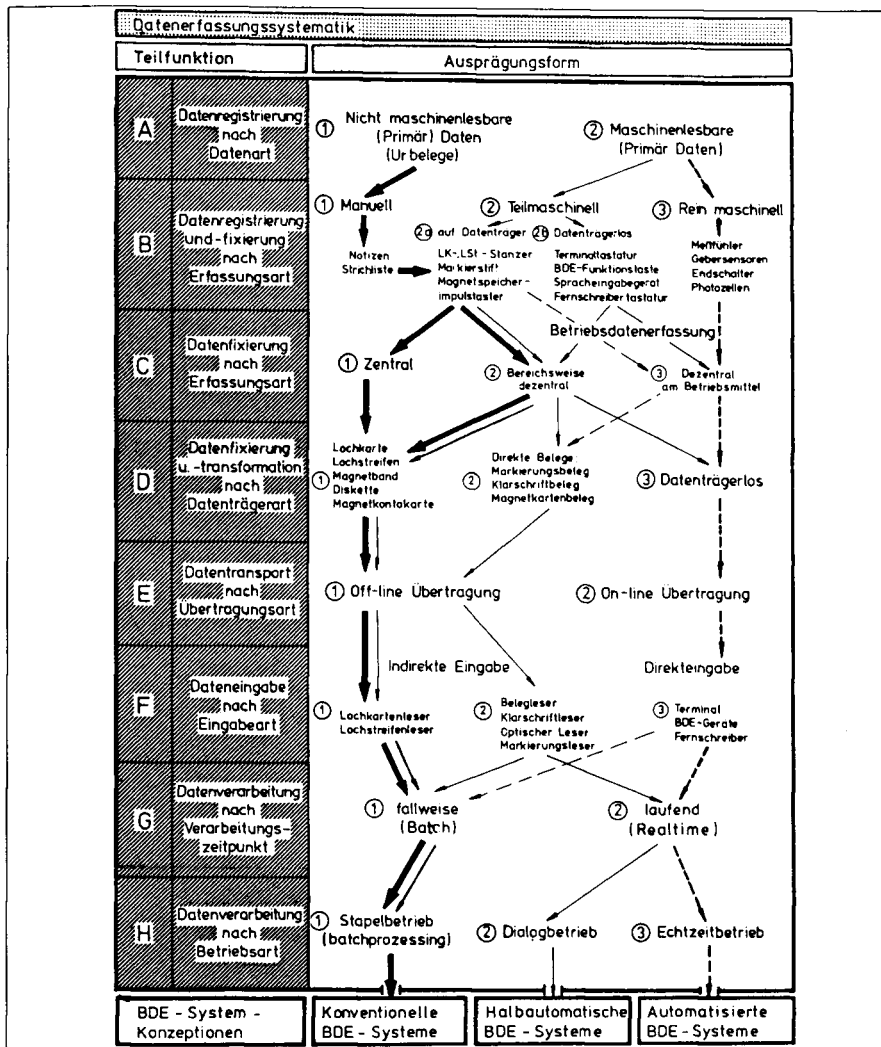 Datenerfassungssystematik
Teilfunktion
Ausprägungsform
A
Datenregistrierung
nach
Datenart
① Nicht maschinenlesbare
(Primär) Daten
(Urbelege)
② Maschinenlesbare
(Primär Daten)
B
Datenregistrierung
und-fixierung
nach
Erfassungsart
① Manuell
Notizen
Strichliste
② Teilmaschinell
2a auf Datenträger
LK-,LSt-Stanzer
Markierstift
Magnetspeicher-
impulstaster
2b Datenträgerlos
Terminaltastatur
BDE-Funktionstaste
Spracheingabegerät
Fernschreibertastatur
③ Rein maschinell
Meßfühler
Gebersensoren
Endschalter
Photozellen
Betriebsdatenerfassung
C
Datenfixierung
nach
Erfassungsart
① Zentral
② Bereichsweise
dezentral
③ Dezentral
am Betriebsmittel
D
Datenfixierung
u.-transformation
nach
Datenträgerart
Lochkarte
Lochstreifen
① Magnetband
Diskette
Magnetkontokarte
Direkte Belege:
② Markierungsbeleg
Klarschriftbeleg
Magnetkartenbeleg
③ Datenträgerlos
E
Datentransport
nach
Übertragungsart
① Off-line Übertragung
② On-line Übertragung
F
Dateneingabe
nach
Eingabeart
Indirekte Eingabe
Direkteingabe
① Lochkartenleser
Lochstreifenleser
② Belegleser
Klarschriftleser
Optischer Leser
Markierungsleser
③ Terminal
BDE-Geräte
Fernschreiber
G
Datenverarbeitung
nach
Verarbeitungs-
zeitpunkt
① fallweise
(Batch)
② laufend
(Realtime)
H
Datenverarbeitung
nach
Betriebsart
① Stapelbetrieb
(batchprozessing)
② Dialogbetrieb
③ Echtzeitbetrieb
BDE - System -
Konzeptionen
Konventionelle
BDE-Systeme
Halbautomatische
BDE-Systeme
Automatisierte
BDE-Systeme